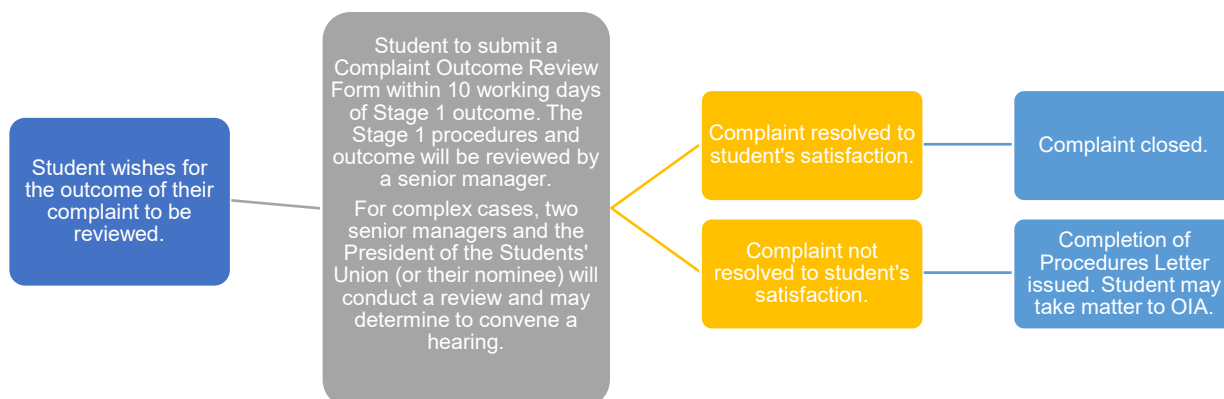 Student wishes for
the outcome of their
complaint to be
reviewed.
Student to submit a
Complaint Outcome Review
Form within 10 working days
of Stage 1 outcome. The
Stage 1 procedures and
outcome will be reviewed by
a senior manager.
For complex cases, two
senior managers and the
President of the Students'
Union (or their nominee) will
conduct a review and may
determine to convene a
hearing.
Complaint resolved to
student's satisfaction.
Complaint closed.
Complaint not
resolved to student's
satisfaction.
Completion of
Procedures Letter
issued. Student may
take matter to OIA.